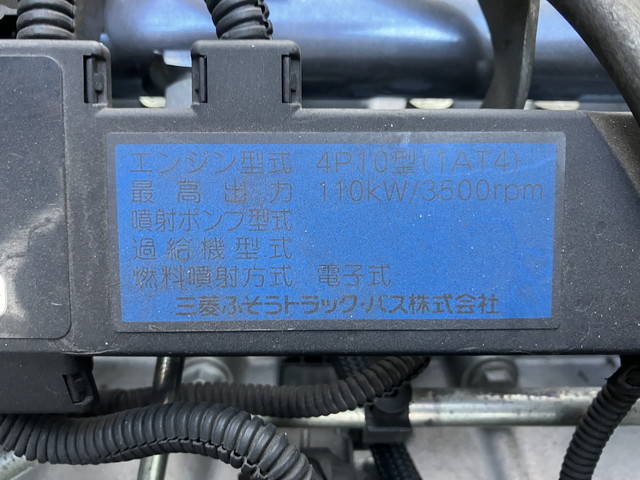 エンジン型式 4P10型(1AT4)
最高出力 110kW/3500rpm
噴射ポンプ型式
過給機型式
燃料噴射方式 電子式
三菱ふそうトラック・バス株式会社